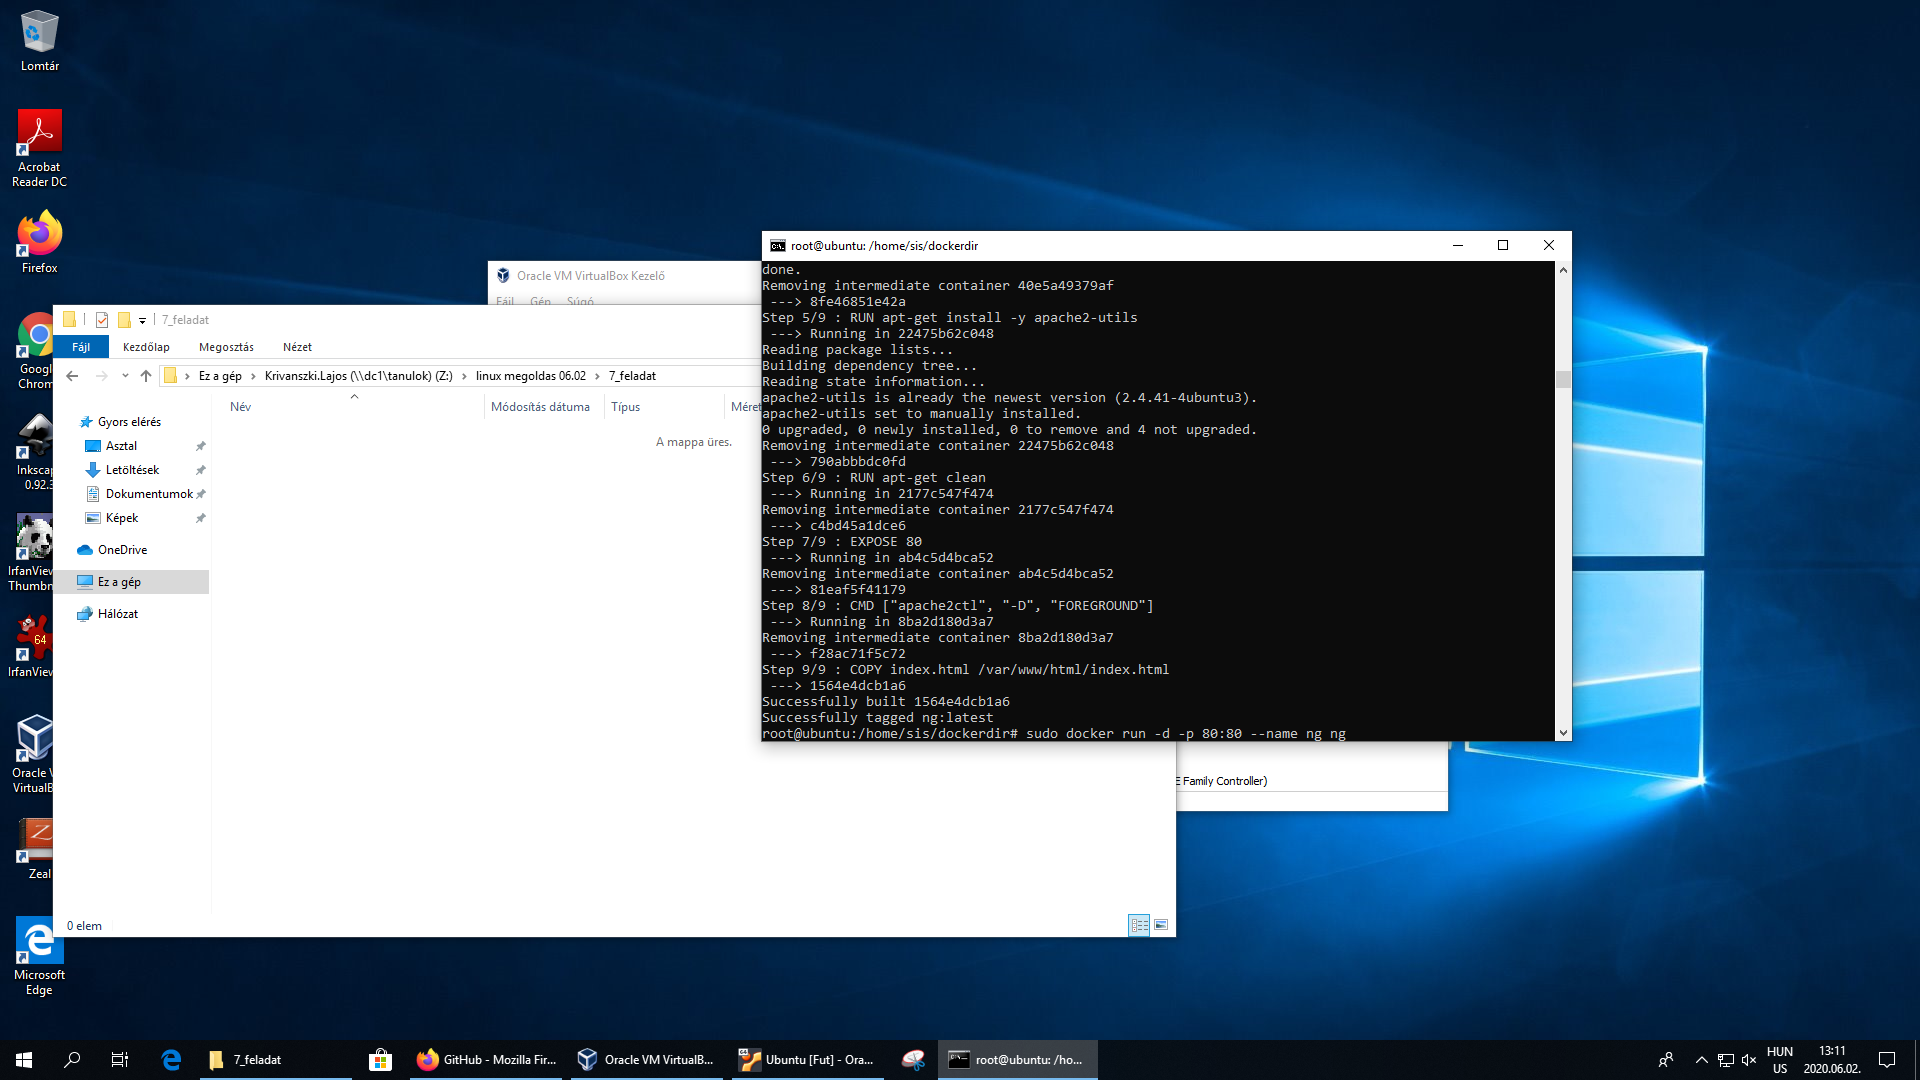 Lomtár
Acrobat
Reader DC
Firefox
Google
Chrom
Inkscap
0.92.3
IrfanView
Thumbn
64
IrfanView
Oracle V
VirtualB
Zeal
Microsoft
Edge
Oracle VM VirtualBox Kezelő
Fájl Gép Súgó
7_feladat
Fájl Kezdőlap Megosztás Nézet
Ez a gép Krivanszki.Lajos (\\dc1\tanulok) (Z:) linux megoldas 06.02 7_feladat
Név Módosítás dátuma Típus Méret
A mappa üres.
Gyors elérés
Asztal
Letöltések
Dokumentumok
Képek
OneDrive
Ez a gép
Hálózat
0 elem
root@ubuntu: /home/sis/dockerdir
done.
Removing intermediate container 40e5a49379af
 ---> 8fe46851e42a
Step 5/9 : RUN apt-get install -y apache2-utils
 ---> Running in 22475b62c048
Reading package lists...
Building dependency tree...
Reading state information...
apache2-utils is already the newest version (2.4.41-4ubuntu3).
apache2-utils set to manually installed.
0 upgraded, 0 newly installed, 0 to remove and 4 not upgraded.
Removing intermediate container 22475b62c048
 ---> 790abbbdc0fd
Step 6/9 : RUN apt-get clean
 ---> Running in 2177c547f474
Removing intermediate container 2177c547f474
 ---> c4bd45a1dce6
Step 7/9 : EXPOSE 80
 ---> Running in ab4c5d4bca52
Removing intermediate container ab4c5d4bca52
 ---> 81eaf5f41179
Step 8/9 : CMD ["apache2ctl", "-D", "FOREGROUND"]
 ---> Running in 8ba2d180d3a7
Removing intermediate container 8ba2d180d3a7
 ---> f28ac71f5c72
Step 9/9 : COPY index.html /var/www/html/index.html
 ---> 1564e4dcb1a6
Successfully built 1564e4dcb1a6
Successfully tagged ng:latest
root@ubuntu:/home/sis/dockerdir# sudo docker run -d -p 80:80 --name ng ng
E Family Controller)
7_feladat
GitHub - Mozilla Fir...
Oracle VM VirtualB...
Ubuntu [Fut] - Ora...
root@ubuntu: /ho...
HUN
US
13:11
2020.06.02.